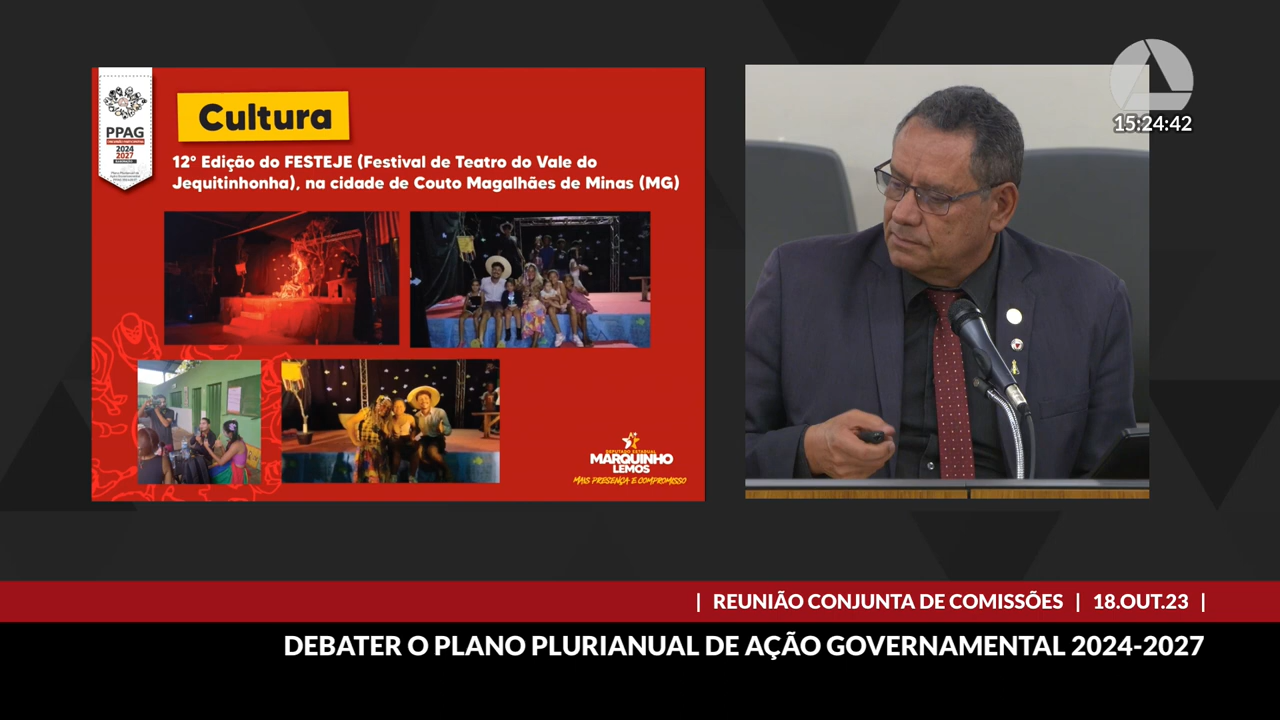 15:24:42
PPAG
2024
2027
Cultura
12° Edição do FESTEJE (Festival de Teatro do Vale do
Jequitinhonha), na cidade de Couto Magalhães de Minas (MG)
DEPUTADO ESTADUAL
MARQUINHO
LEMOS
MAIS PRESENÇA E COMPROMISSO
| REUNIÃO CONJUNTA DE COMISSÕES | 18.OUT.23 |
DEBATER O PLANO PLURIANUAL DE AÇÃO GOVERNAMENTAL 2024-2027